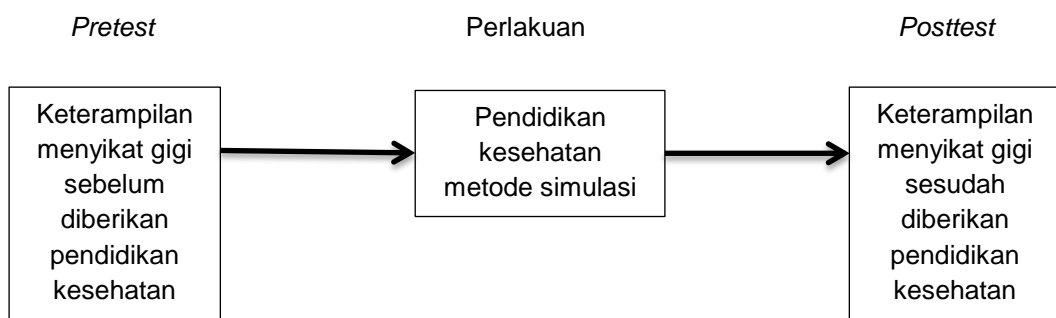 Pretest
Perlakuan
Posttest
Keterampilan
menyikat gigi
sebelum
diberikan
pendidikan
kesehatan
Pendidikan
kesehatan
metode simulasi
Keterampilan
menyikat gigi
sesudah
diberikan
pendidikan
kesehatan